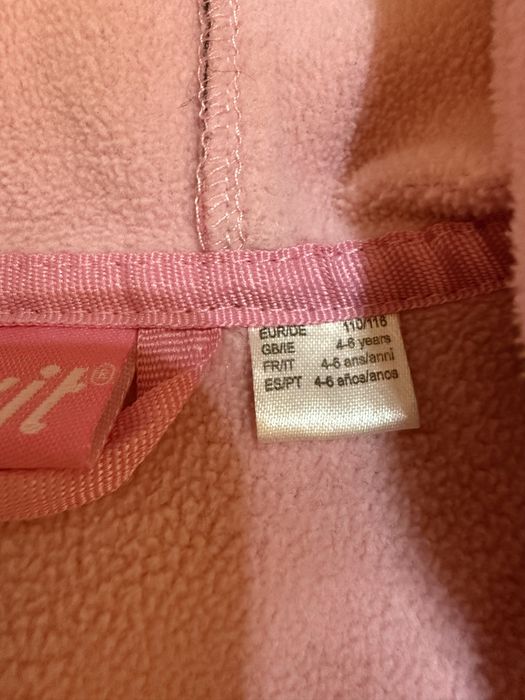 it®
EUR/DE 110/116
GB/IE 4-6 years
FR/IT 4-6 ans/anni
ES/PT 4-6 años/anos